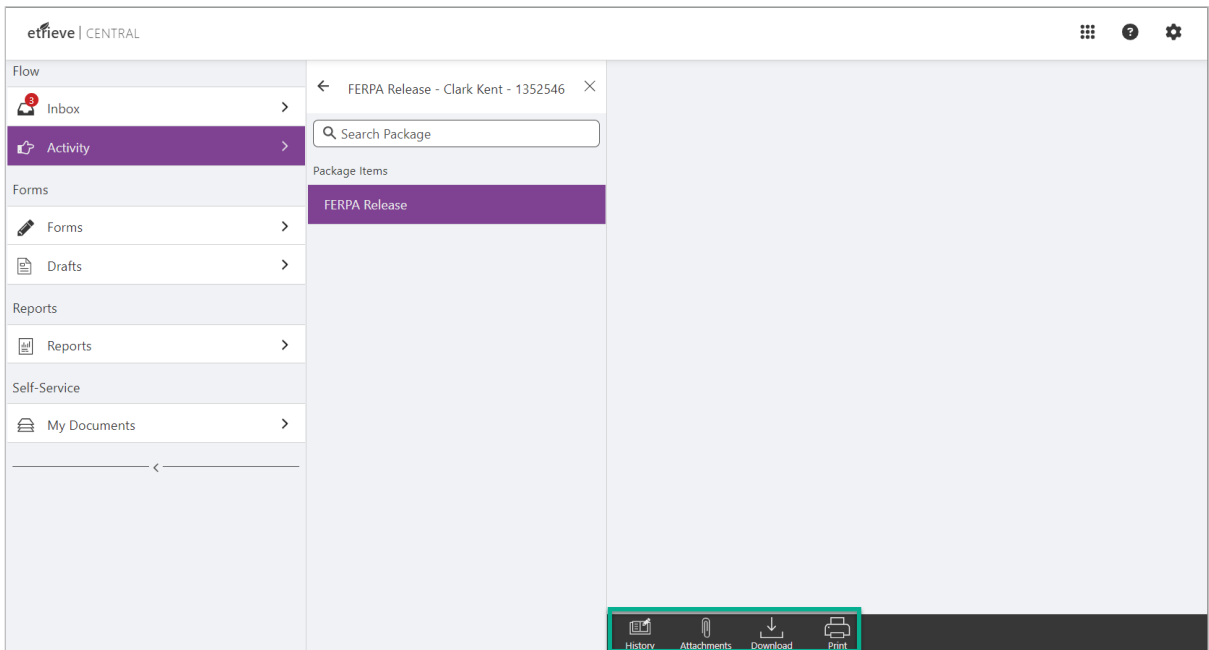 etrieve | CENTRAL
Flow
3
Inbox
Activity
Forms
Forms
Drafts
Reports
Reports
Self-Service
My Documents
FERPA Release - Clark Kent - 1352546
Search Package
Package Items
FERPA Release
History
Attachments
Download
Print